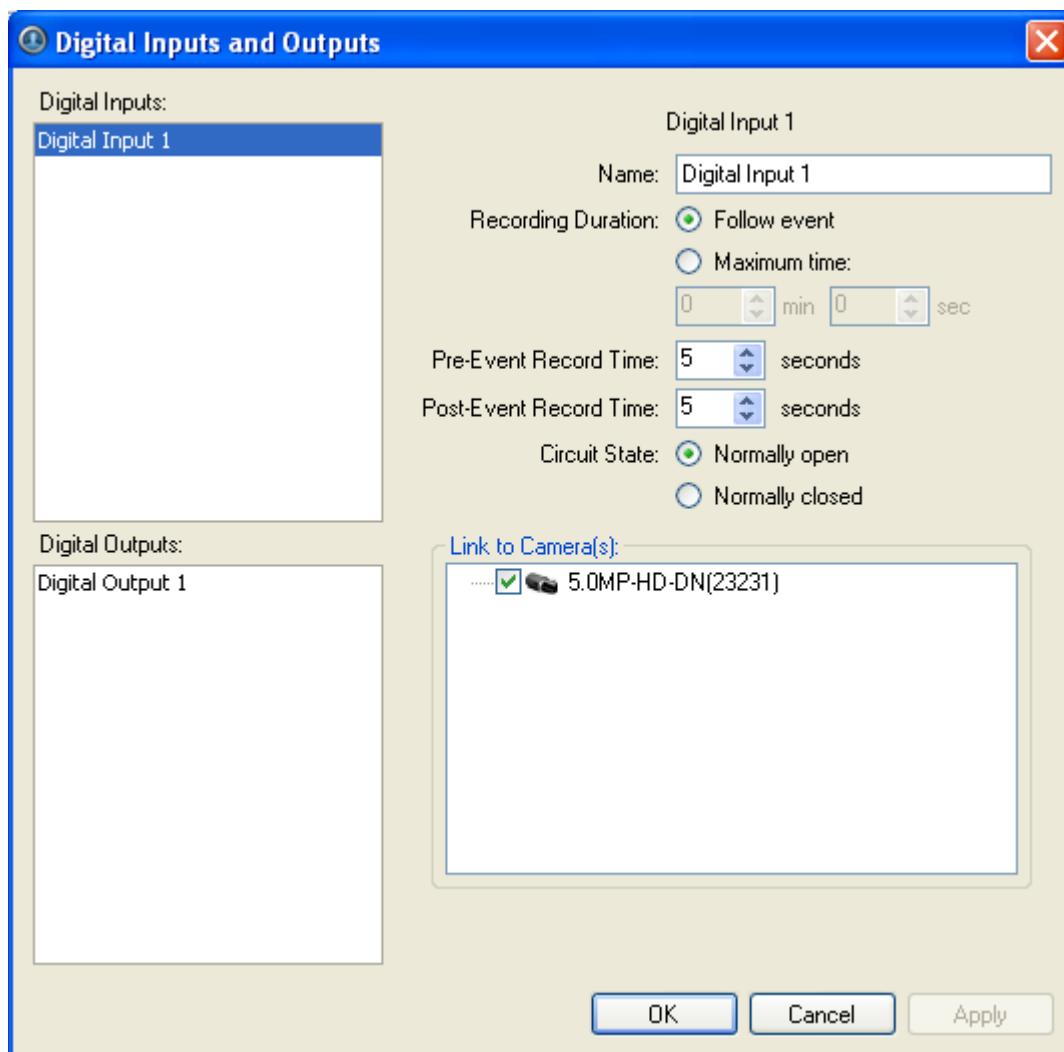 Digital Inputs and Outputs
Digital Inputs:
Digital Input 1
Digital Outputs:
Digital Output 1
Digital Input 1
Name: Digital Input 1
Recording Duration: Follow event
Maximum time:
0 min 0 sec
Pre-Event Record Time: 5 seconds
Post-Event Record Time: 5 seconds
Circuit State: Normally open
Normally closed
Link to Camera(s):
5.0MP-HD-DN(23231)
OK Cancel Apply